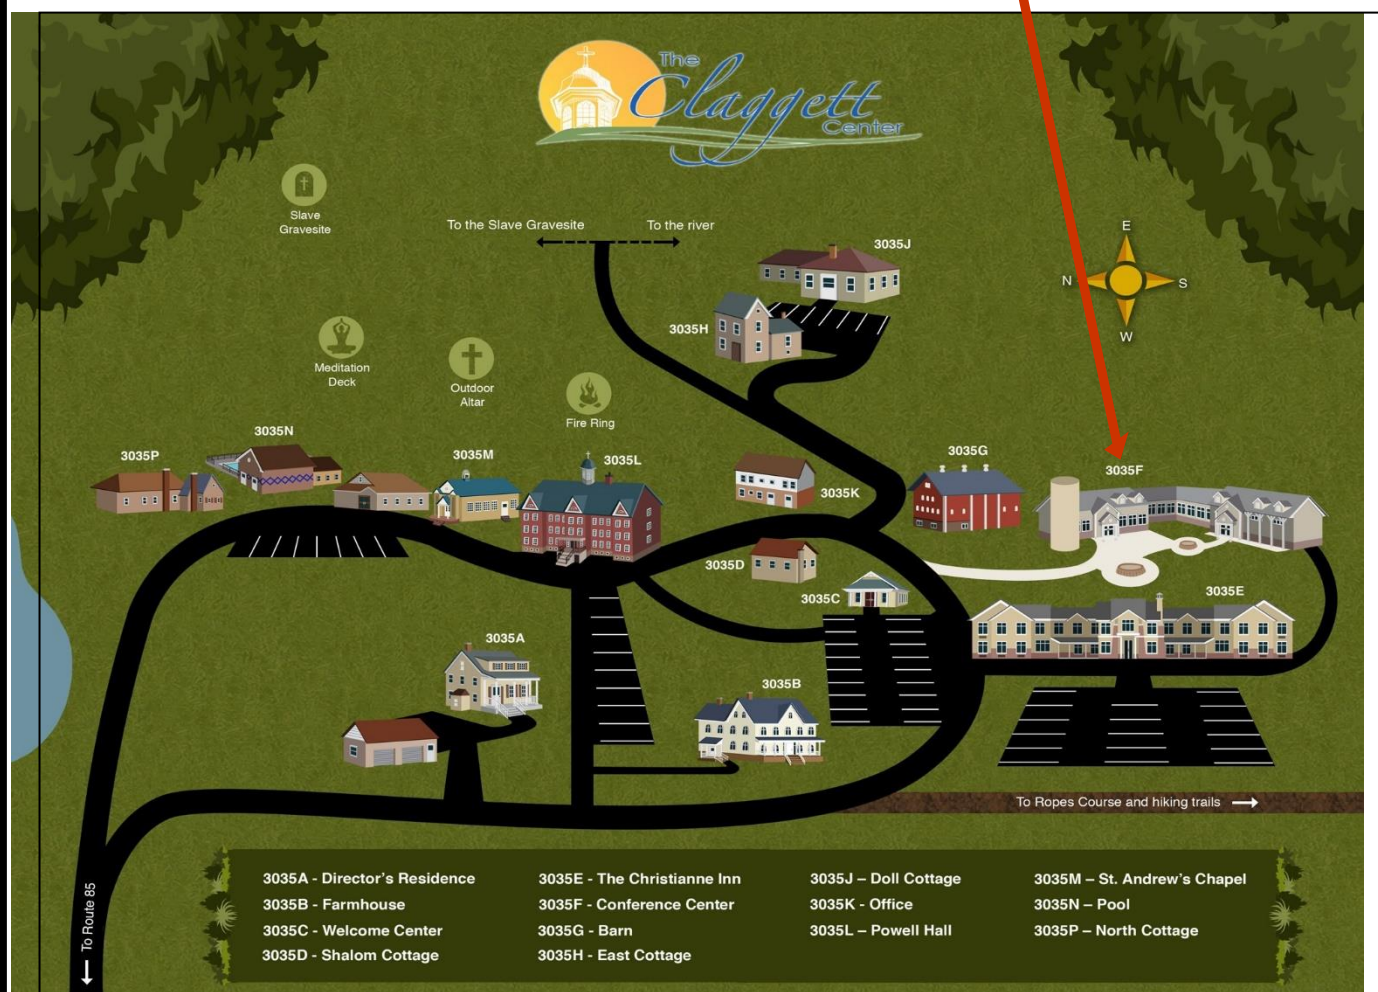 The
Claggett
Center
Slave
Gravesite
To the Slave Gravesite
To the river
3035J
E
N
S
W
3035H
Meditation
Deck
Outdoor
Altar
Fire Ring
3035P
3035N
3035M
3035L
3035K
3035G
3035F
3035D
3035C
3035E
3035A
3035B
To Ropes Course and hiking trails
To Route 85
3035A - Director's Residence
3035B - Farmhouse
3035C - Welcome Center
3035D - Shalom Cottage
3035E - The Christianne Inn
3035F - Conference Center
3035G - Barn
3035H - East Cottage
3035J – Doll Cottage
3035K - Office
3035L – Powell Hall
3035M – St. Andrew's Chapel
3035N – Pool
3035P – North Cottage